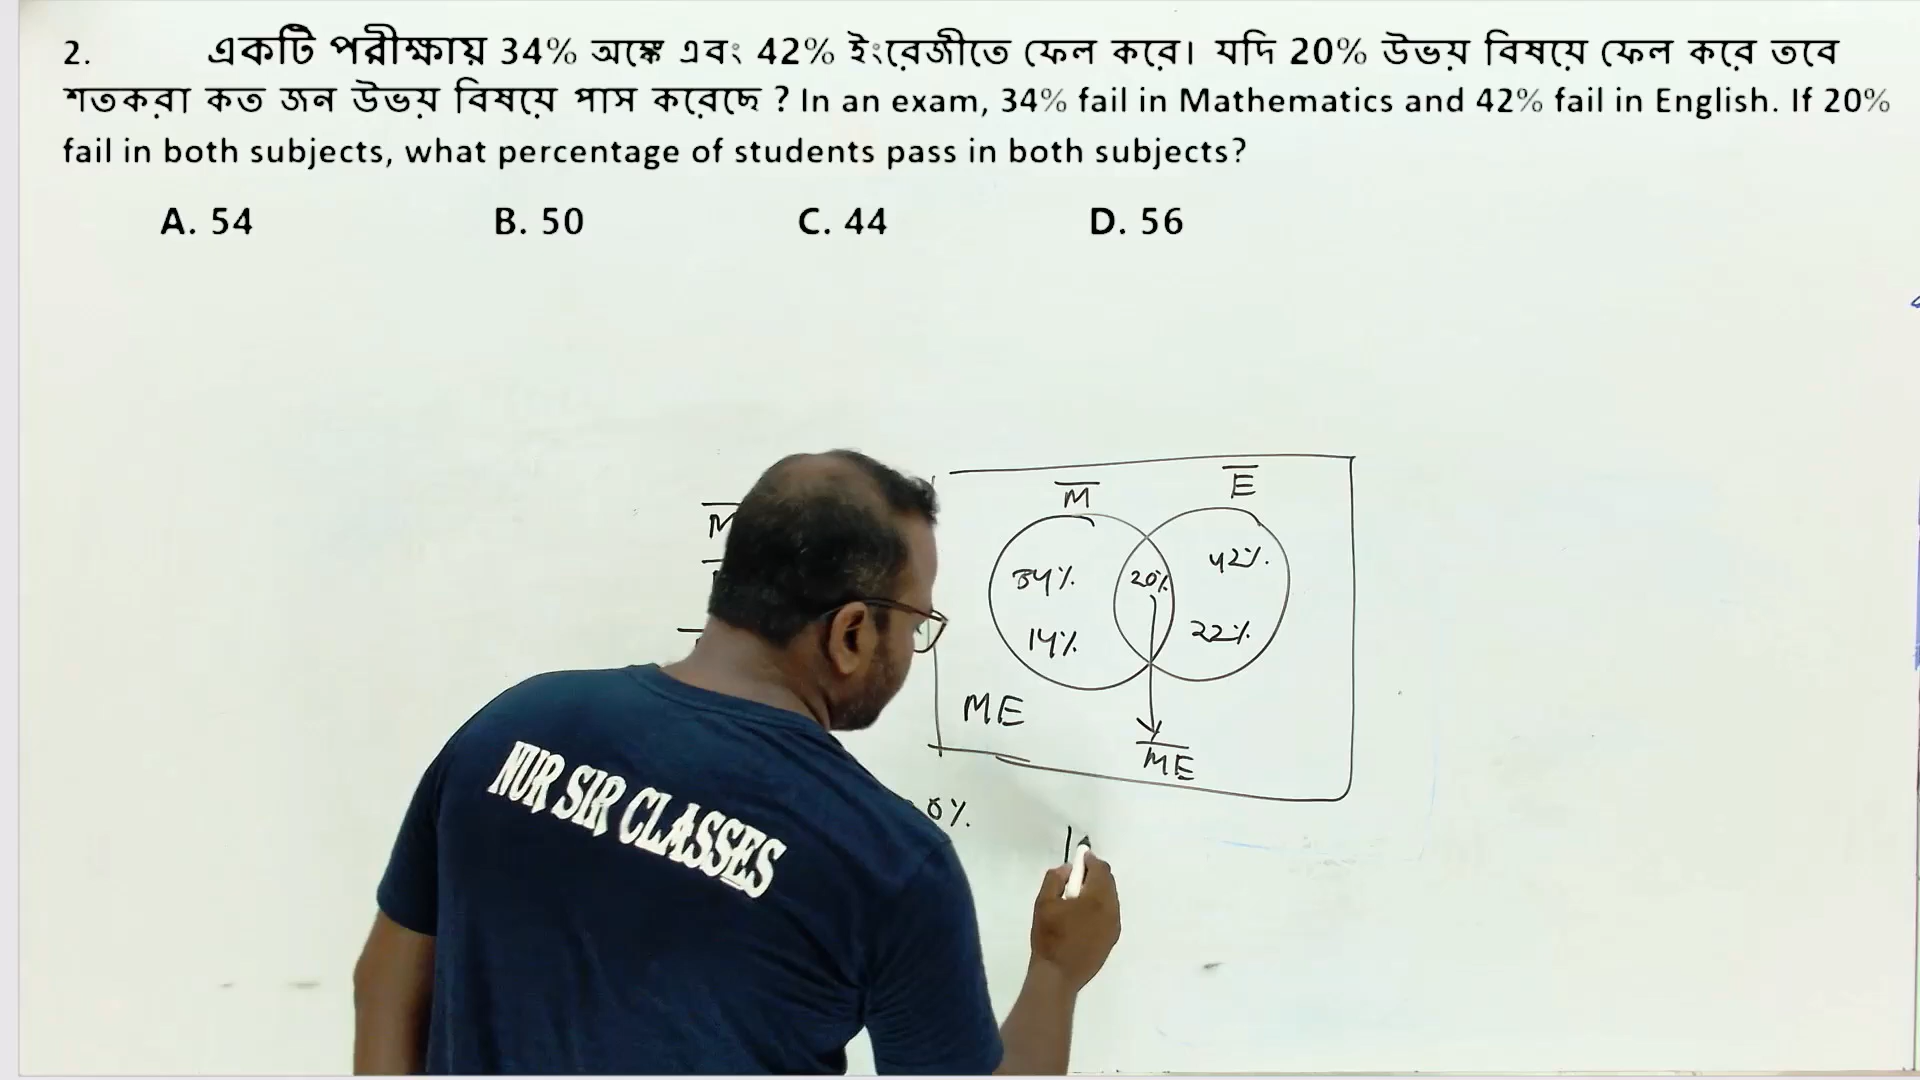 2. একটি পরীক্ষায় 34% অঙ্কে এবং 42% ইংরেজীতে ফেল করে। যদি 20% উভয় বিষয়ে ফেল করে তবে
শতকরা কত জন উভয় বিষয়ে পাস করেছে ? In an exam, 34% fail in Mathematics and 42% fail in English. If 20%
fail in both subjects, what percentage of students pass in both subjects?
A. 54 B. 50 C. 44 D. 56
M E
34% 20% 42%
14% 22%
ME
ME
0%.
NUR SIR CLASSES